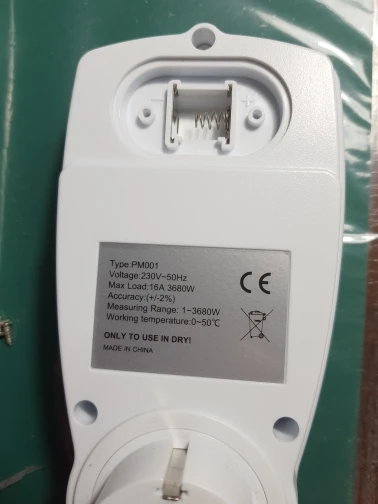 - +
Type:PM001
Voltage:230V~50Hz
Max Load:16A 3680W
Accuracy:(+/-2%)
Measuring Range: 1~3680W
Working temperature:0~50℃
ONLY TO USE IN DRY!
MADE IN CHINA
CE